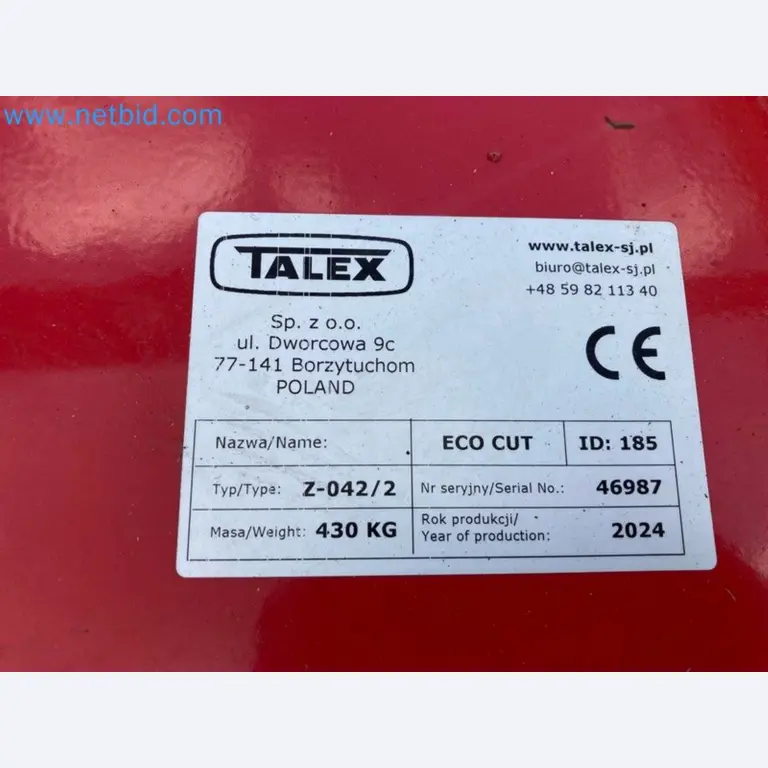 www.netbid.com
TALEX
Sp. z o.o.
ul. Dworcowa 9c
77-141 Borzytuchom
POLAND
www.talex-sj.pl
biuro@talex-sj.pl
+48 59 82 113 40
CE
Nazwa/Name: ECO CUT ID: 185
Typ/Type: Z-042/2 Nr seryjny/Serial No.: 46987
Masa/Weight: 430 KG Rok produkcji/
Year of production: 2024